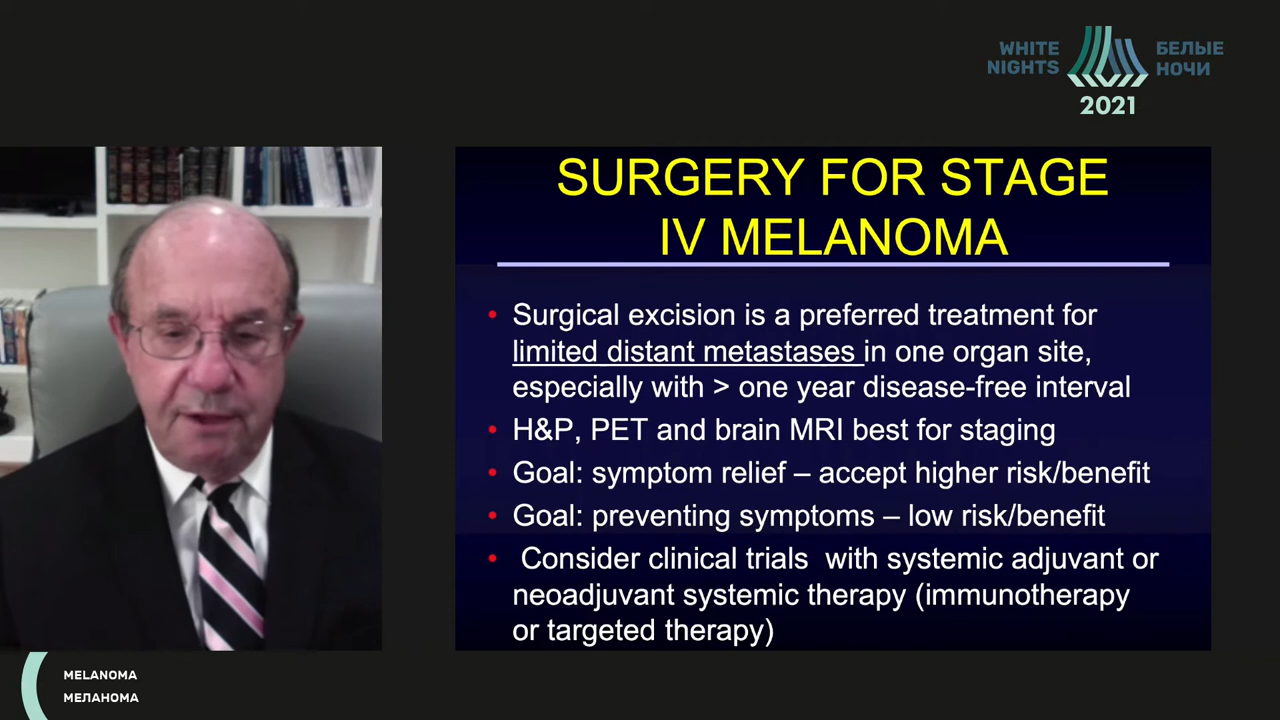 WHITE
NIGHTS
БЕЛЫЕ
НОЧИ
2021
SURGERY FOR STAGE
IV MELANOMA
• Surgical excision is a preferred treatment for
limited distant metastases in one organ site,
especially with > one year disease-free interval
• H&P, PET and brain MRI best for staging
• Goal: symptom relief – accept higher risk/benefit
• Goal: preventing symptoms – low risk/benefit
• Consider clinical trials with systemic adjuvant or
neoadjuvant systemic therapy (immunotherapy
or targeted therapy)
MELANOMA
МЕЛАНОМА